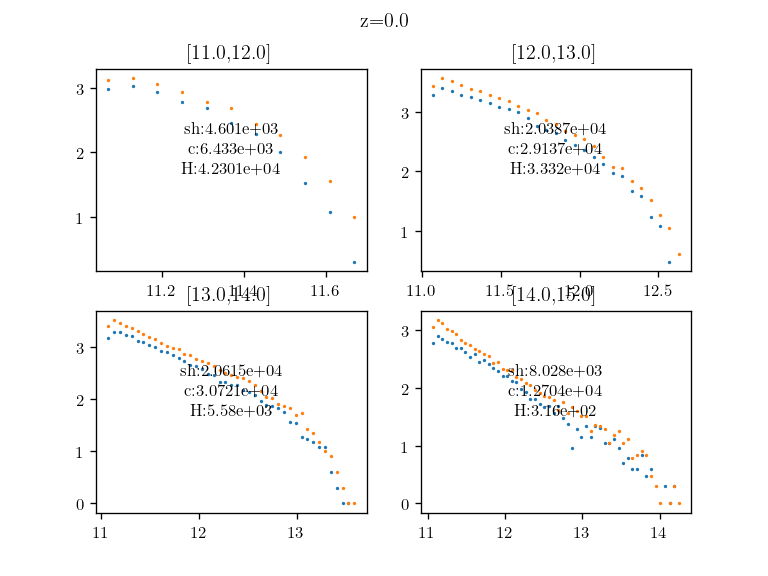 z=0.0
[11.0,12.0]
[12.0,13.0]
3
2
1
sh:4.601e+03
c:6.433e+03
H:4.2301e+04
11.2
11.4
11.6
3
2
1
sh:2.0387e+04
c:2.9137e+04
H:3.332e+04
11.0
11.5
12.0
12.5
[13.0,14.0]
[14.0,15.0]
3
2
1
0
sh:2.0615e+04
c:3.0721e+04
H:5.58e+03
11
12
13
3
2
1
0
sh:8.028e+03
c:1.2704e+04
H:3.16e+02
11
12
13
14